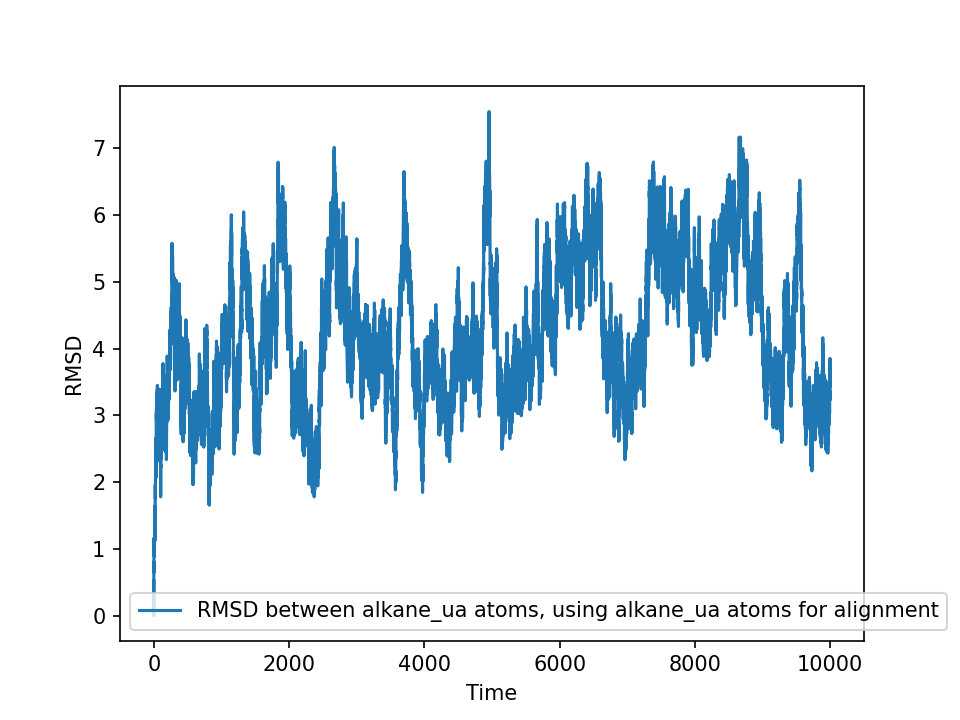 7
6
5
4
3
2
1
0
RMSD
RMSD between alkane_ua atoms, using alkane_ua atoms for alignment
0 2000 4000 6000 8000 10000
Time